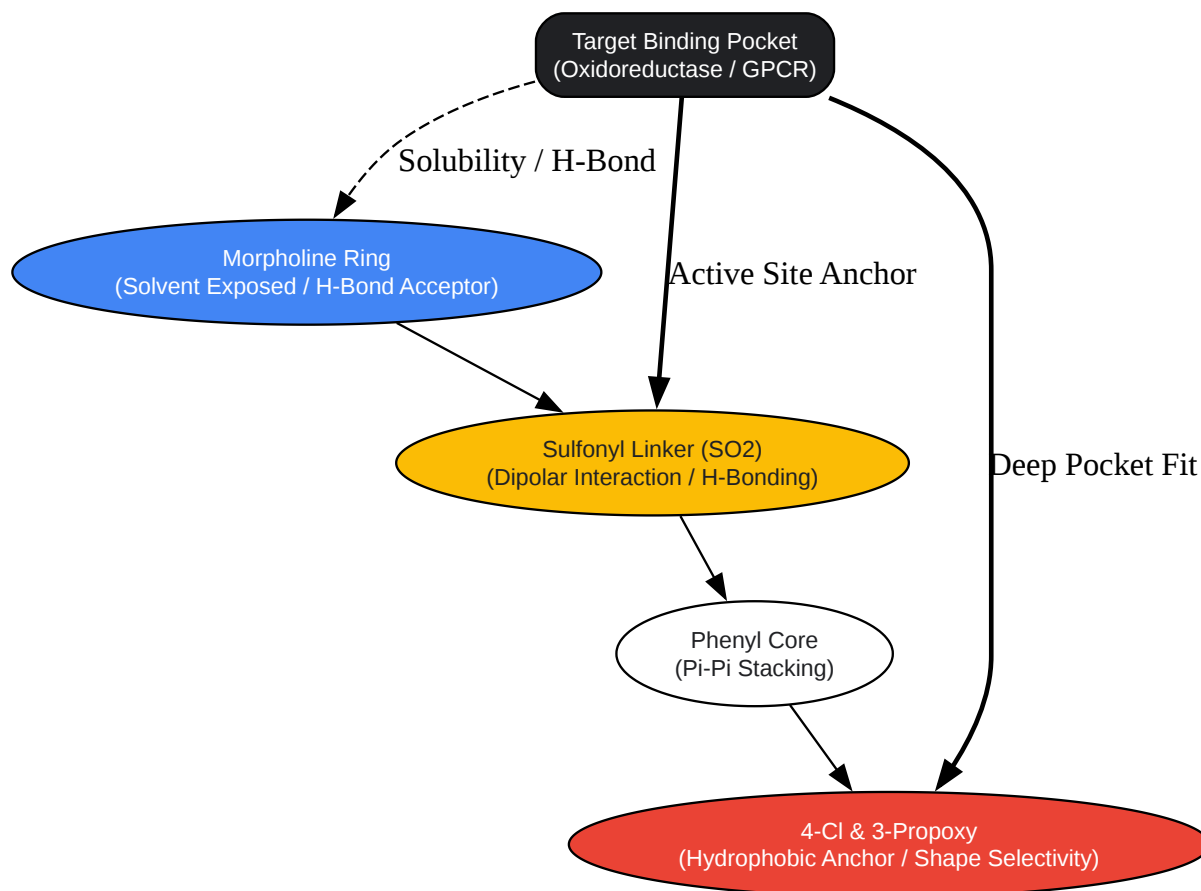 Target Binding Pocket
(Oxidoreductase / GPCR)
Solubility / H-Bond
Morpholine Ring
(Solvent Exposed / H-Bond Acceptor)
Active Site Anchor
Sulfonyl Linker (SO2)
(Dipolar Interaction / H-Bonding)
Deep Pocket Fit
Phenyl Core
(Pi-Pi Stacking)
4-Cl & 3-Propoxy
(Hydrophobic Anchor / Shape Selectivity)